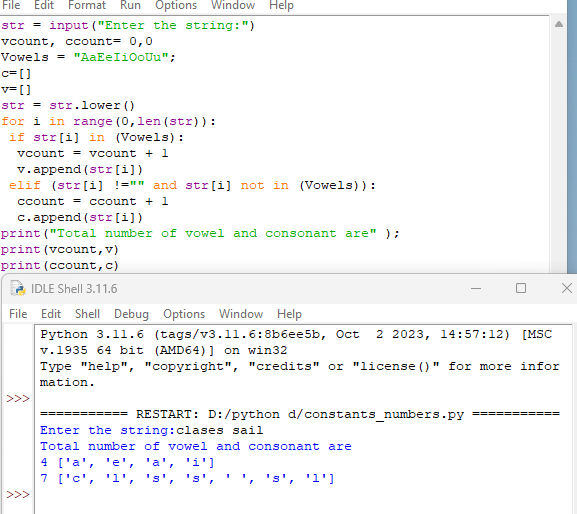 File Edit Format Run Options Window Help
str = input("Enter the string:")
vcount, ccount= 0,0
Vowels = "AaEeIiOoUu";
c=[]
v=[]
str = str.lower()
for i in range(0,len(str)):
 if str[i] in (Vowels):
  vcount = vcount + 1
  v.append(str[i])
 elif (str[i] !="" and str[i] not in (Vowels)):
  ccount = ccount + 1
  c.append(str[i])
print("Total number of vowel and consonant are" );
print(vcount,v)
print(ccount,c)
IDLE Shell 3.11.6
File Edit Shell Debug Options Window Help
Python 3.11.6 (tags/v3.11.6:8b6ee5b, Oct  2 2023, 14:57:12) [MSC
v.1935 64 bit (AMD64)] on win32
Type "help", "copyright", "credits" or "license()" for more infor
mation.
>>>
=========== RESTART: D:/python d/constants_numbers.py ===========
Enter the string:clases sail
Total number of vowel and consonant are
4 ['a', 'e', 'a', 'i']
7 ['c', 'l', 's', 's', ' ', 's', 'l']
>>>